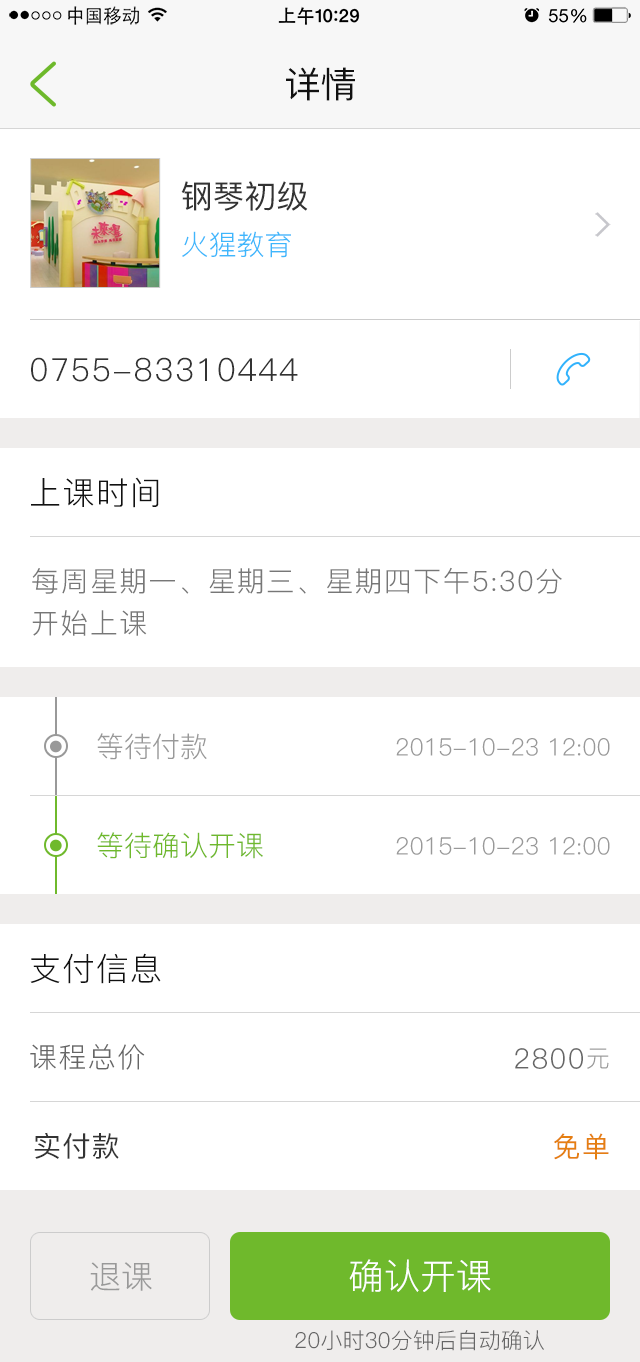 中国移动 上午10:29 55%
详情
钢琴初级
火猩教育
0755-83310444
上课时间
每周星期一、星期三、星期四下午5:30分
开始上课
等待付款 2015-10-23 12:00
等待确认开课 2015-10-23 12:00
支付信息
课程总价 2800元
实付款 免单
退课 确认开课
20小时30分钟后自动确认